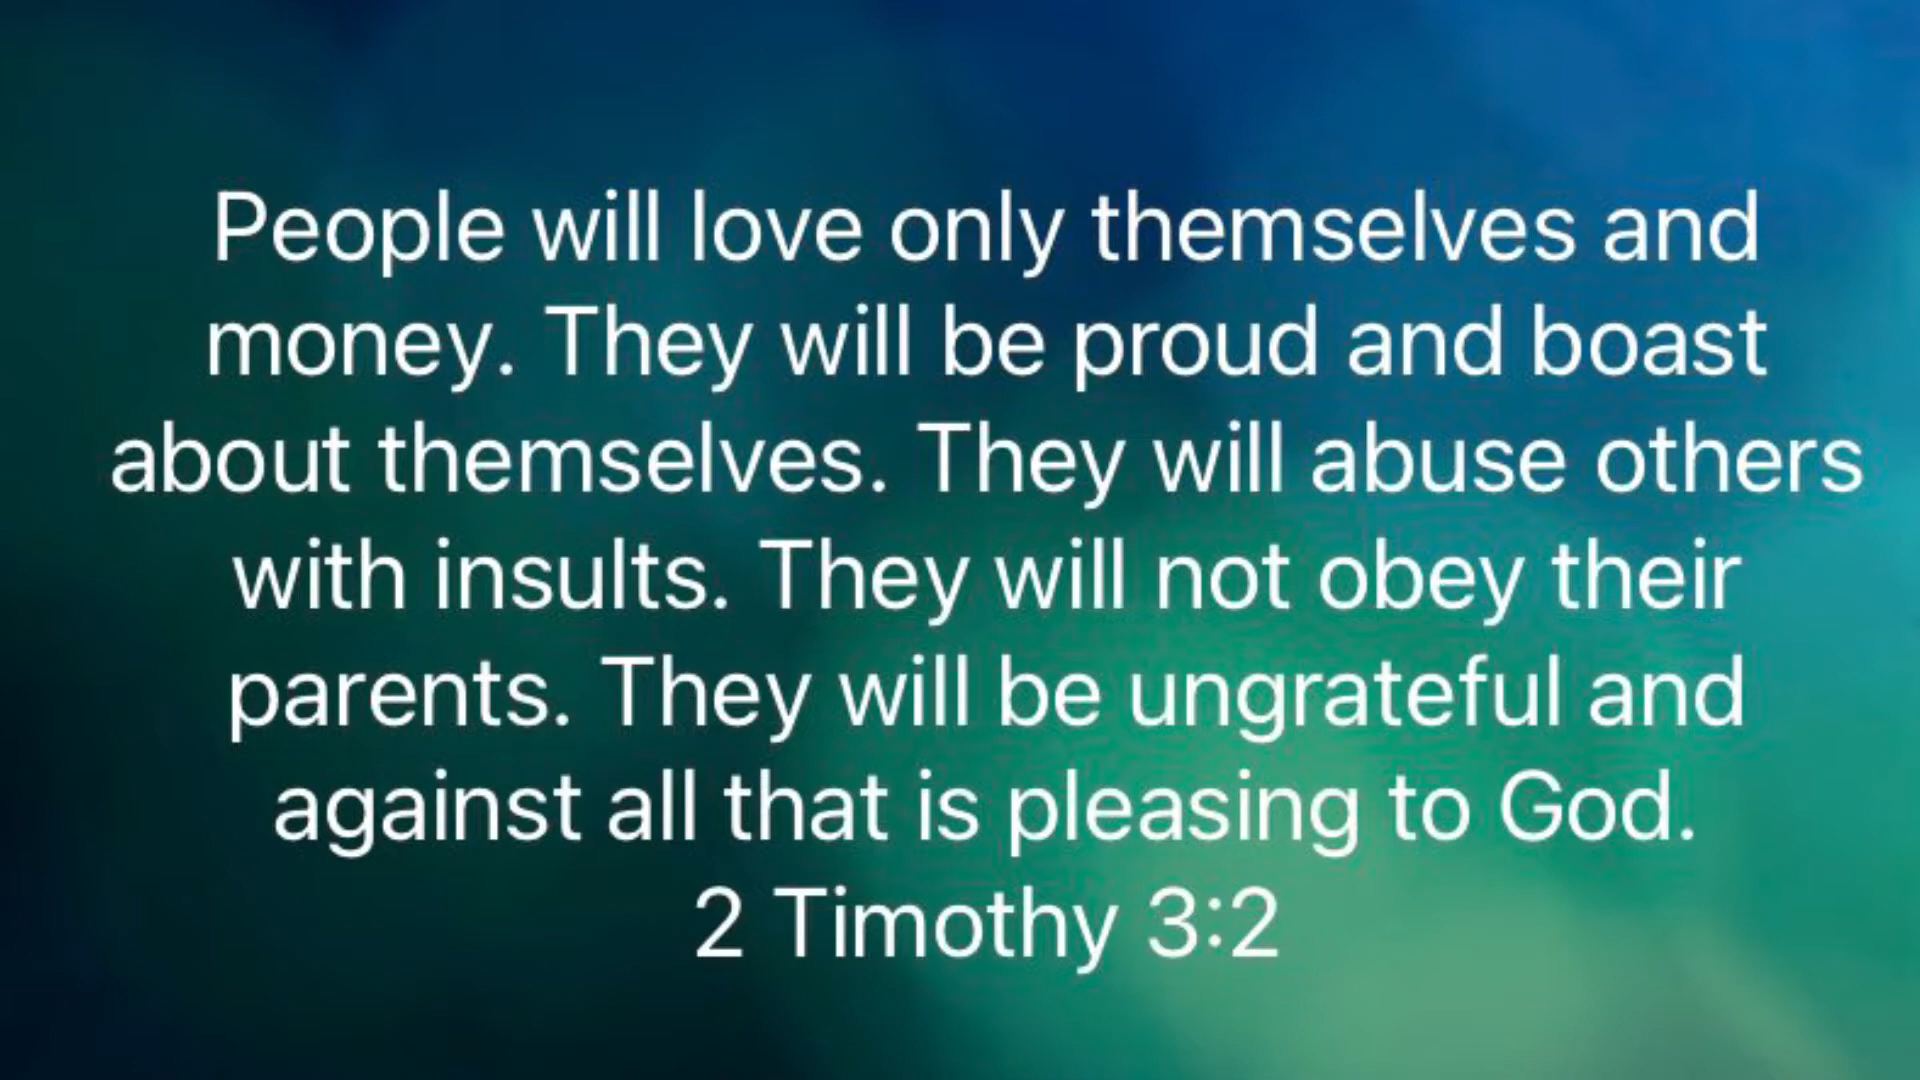 People will love only themselves and
money. They will be proud and boast
about themselves. They will abuse others
with insults. They will not obey their
parents. They will be ungrateful and
against all that is pleasing to God.
2 Timothy 3:2